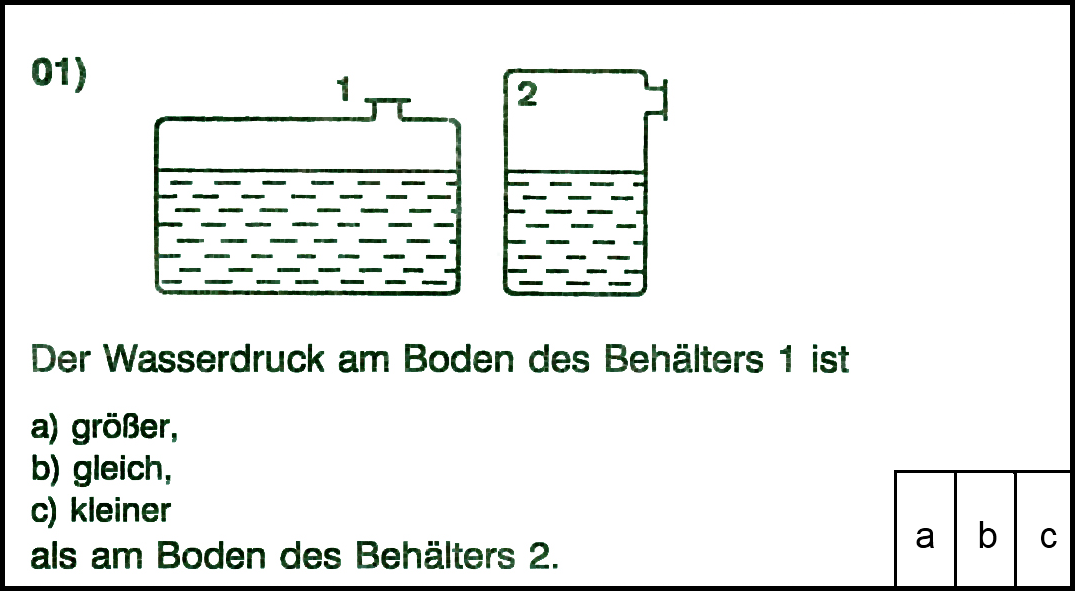 01)
1
2
Der Wasserdruck am Boden des Behälters 1 ist
a) größer,
b) gleich,
c) kleiner
als am Boden des Behälters 2.
a b c